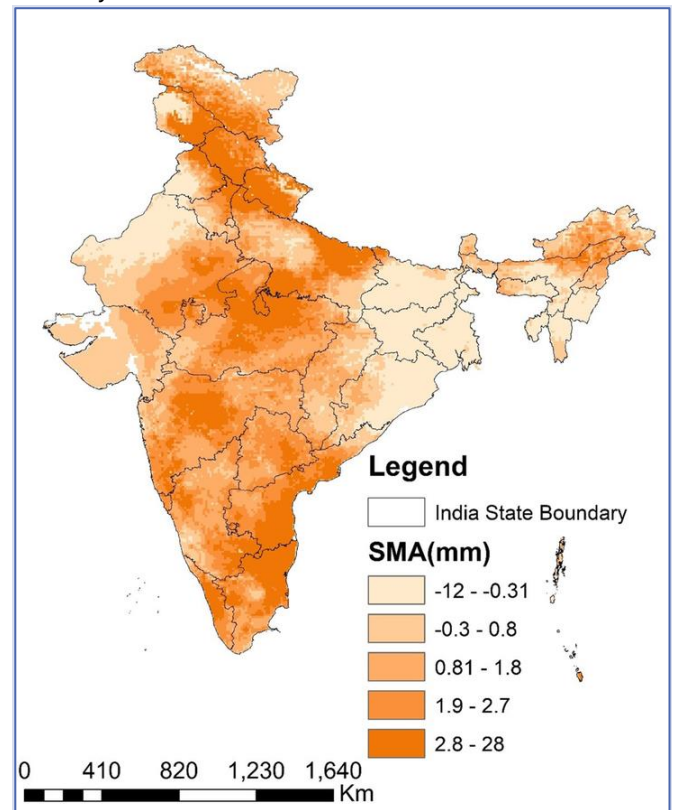 Legend
India State Boundary
SMA(mm)
-12 - -0.31
-0.3 - 0.8
0.81 - 1.8
1.9 - 2.7
2.8 - 28
0 410 820 1,230 1,640
Km